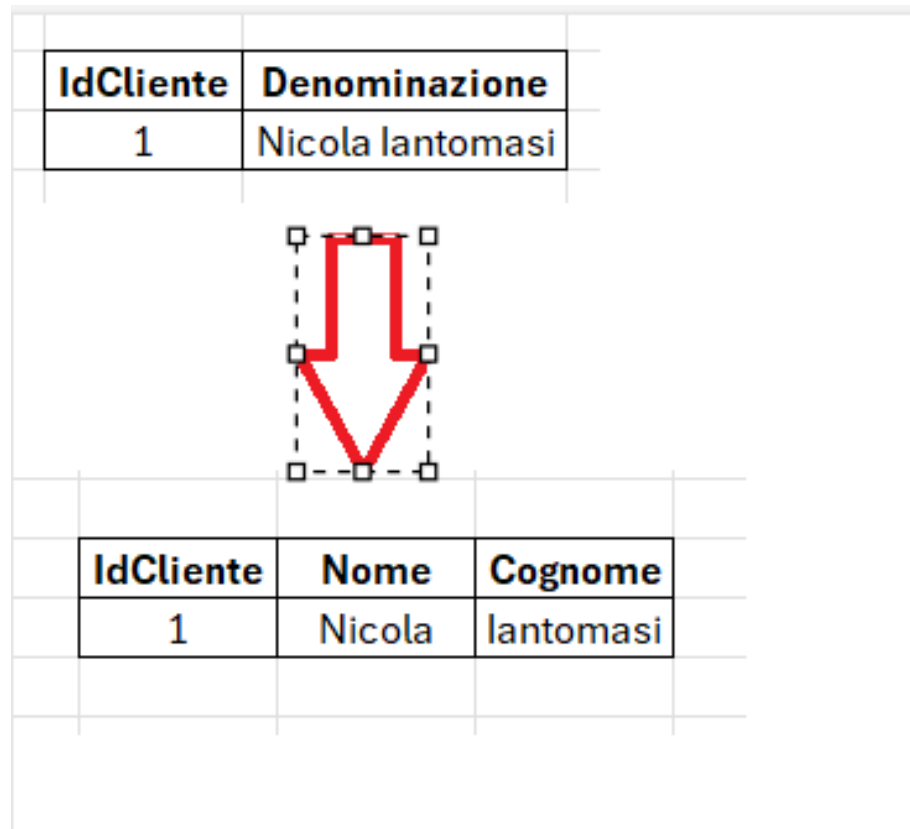 IdCliente Denominazione
1 Nicola Iantomasi
IdCliente Nome Cognome
1 Nicola Iantomasi